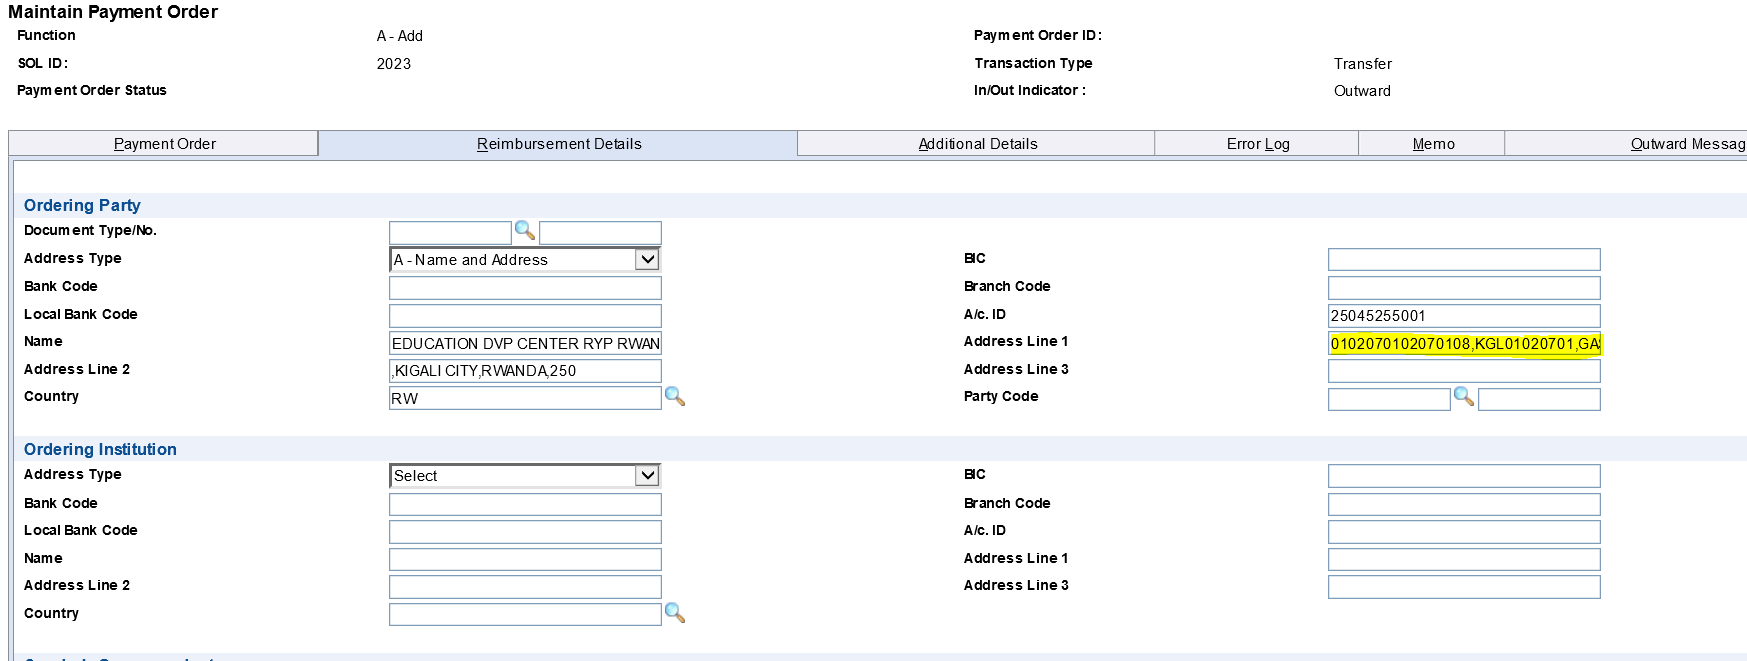 Maintain Payment Order
Function A - Add Payment Order ID :
SOL ID : 2023 Transaction Type Transfer
Payment Order Status In/Out Indicator : Outward
Payment Order Reimbursement Details Additional Details Error Log Memo Outward Messag
Ordering Party
Document Type/No.
Address Type A - Name and Address BIC
Bank Code Branch Code
Local Bank Code A/c. ID 25045255001
Name EDUCATION DVP CENTER RYP RWAN Address Line 1 0102070102070108,KGL01020701,GA
Address Line 2 ,KIGALI CITY,RWANDA,250 Address Line 3
Country RW Party Code
Ordering Institution
Address Type Select BIC
Bank Code Branch Code
Local Bank Code A/c. ID
Name Address Line 1
Address Line 2 Address Line 3
Country